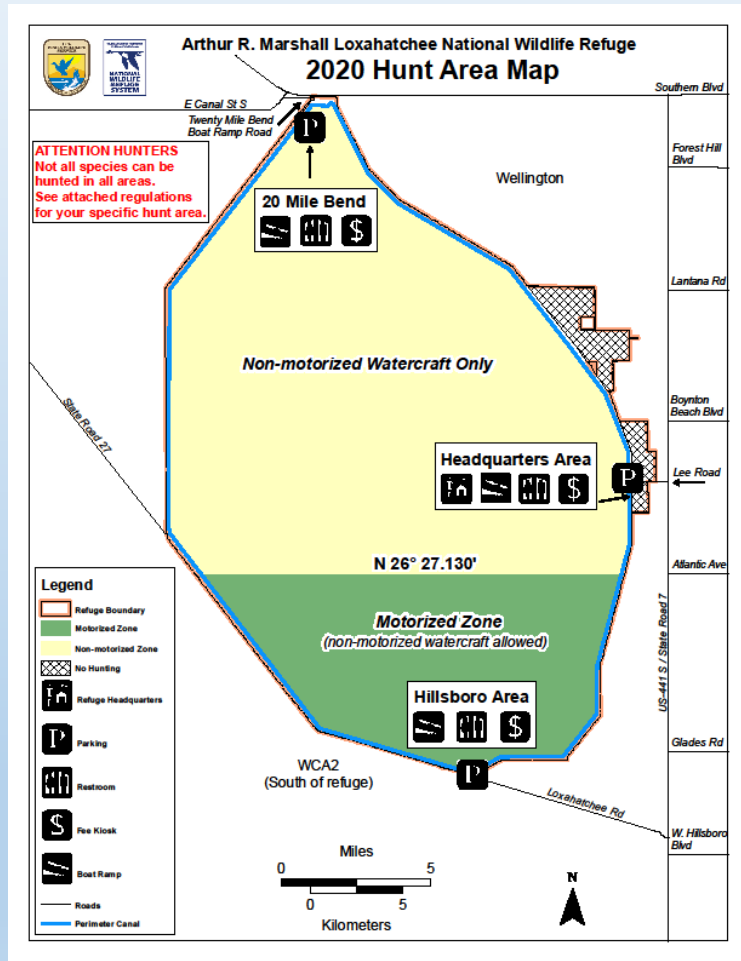 Arthur R. Marshall Loxahatchee National Wildlife Refuge
2020 Hunt Area Map
NATIONAL
WILDLIFE
REFUGE
SYSTEM
Southern Blvd
E Canal St S
Twenty Mile Bend
Boat Ramp Road
P
ATTENTION HUNTERS
Not all species can be
hunted in all areas.
See attached regulations
for your specific hunt area.
Forest Hill
Blvd
Wellington
20 Mile Bend
$
Lantana Rd
Non-motorized Watercraft Only
State Road 27
Boynton
Beach Blvd
Headquarters Area
$
P
Lee Road
N 26° 27.130'
Atlantic Ave
Motorized Zone
(non-motorized watercraft allowed)
US-441 S / State Road 7
Hillsboro Area
$
P
Glades Rd
WCA2
(South of refuge)
Loxahatchee Rd
W. Hillsboro
Blvd
Legend
Refuge Boundary
Motorized Zone
Non-motorized Zone
No Hunting
Refuge Headquarters
P
Parking
Restroom
$
Fee Kiosk
Boat Ramp
Roads
Perimeter Canal
Miles
0 5
0 5
Kilometers
N